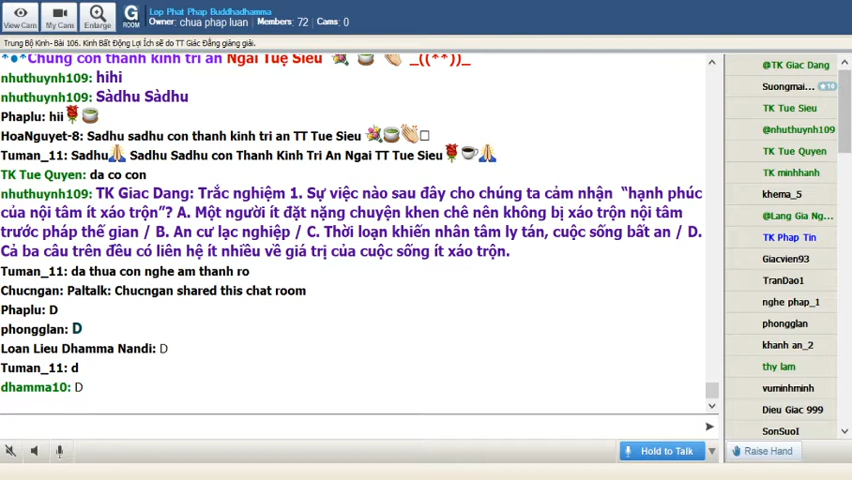 View Cam
My Cam
Enlarge
G
ROOM
Lop Phat Phap Buddhadhamma
Owner: chua phap luan Members: 72 Cams: 0
Trung Bộ Kinh- Bài 106. Kinh Bất Động Lợi Ích sẽ do TT Giác Đẳng giảng giải.
*•*Chúng con thành kính tri ân Ngài Tuệ Siêu _((**))_
nhuthuynh109: hihi
nhuthuynh109: Sàdhu Sàdhu
Phaplu: hii
HoaNguyet-8: Sadhu sadhu con thanh kinh tri an TT Tue Sieu
Tuman_11: Sadhu Sadhu Sadhu con Thanh Kinh Tri An Ngai TT Tue Sieu
TK Tue Quyen: da co con
nhuthuynh109: TK Giac Dang: Trắc nghiệm 1. Sự việc nào sau đây cho chúng ta cảm nhận “hạnh phúc
của nội tâm ít xáo trộn”? A. Một người ít đặt nặng chuyện khen chê nên không bị xáo trộn nội tâm
trước pháp thế gian / B. An cư lạc nghiệp / C. Thời loạn khiến nhân tâm ly tán, cuộc sống bất an / D.
Cả ba câu trên đều có liên hệ ít nhiều về giá trị của cuộc sống ít xáo trộn.
Tuman_11: da thua con nghe am thanh ro
Chucngan: Paltalk: Chucngan shared this chat room
Phaplu: D
phongglan: D
Loan Lieu Dhamma Nandi: D
Tuman_11: d
dhamma10: D
Hold to Talk
Raise Hand
@TK Giac Dang
Suongmai... 10
TK Tue Sieu
@nhuthuynh109
TK Tue Quyen
TK minhhanh
khema_5
@Lang Gia Ng...
TK Phap Tin
Giacvien93
TranDao1
nghe phap_1
phongglan
khanh an_2
thy lam
vuminhminh
Dieu Giac 999
SonSuoI